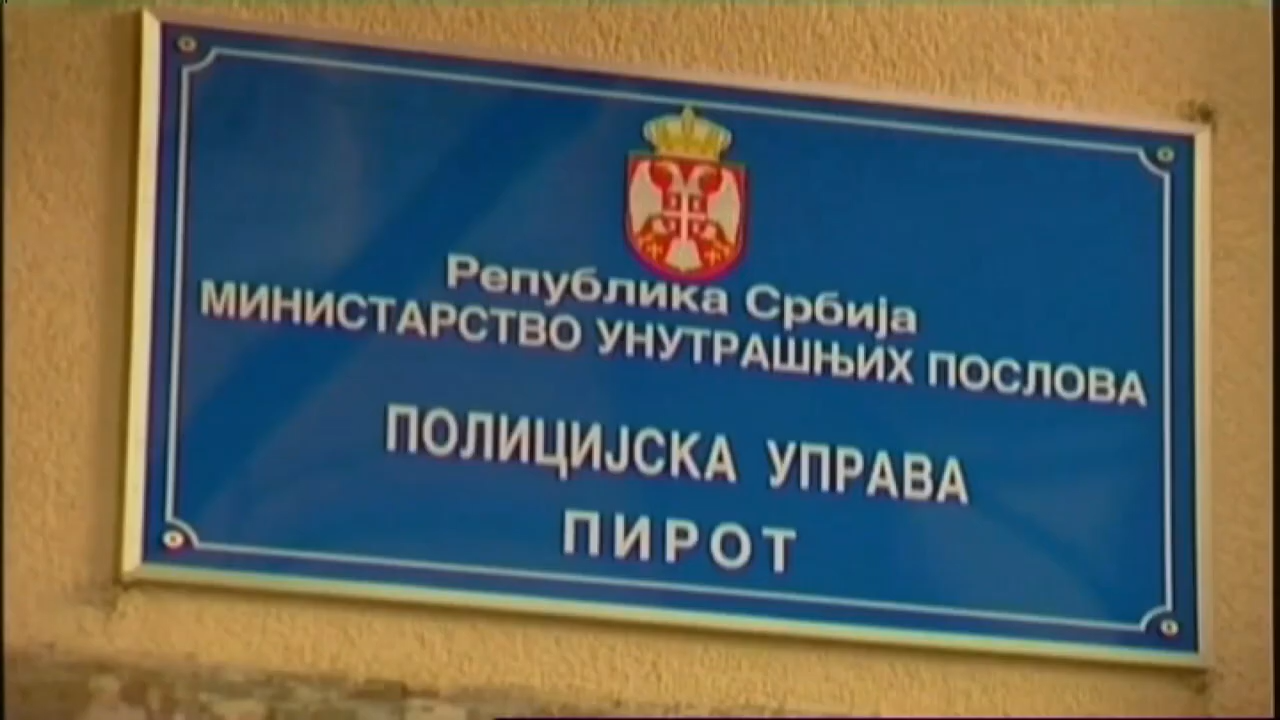 Република Србија
МИНИСТАРСТВО УНУТРАШЊИХ ПОСЛОВА
ПОЛИЦИЈСКА УПРАВА
ПИРОТ